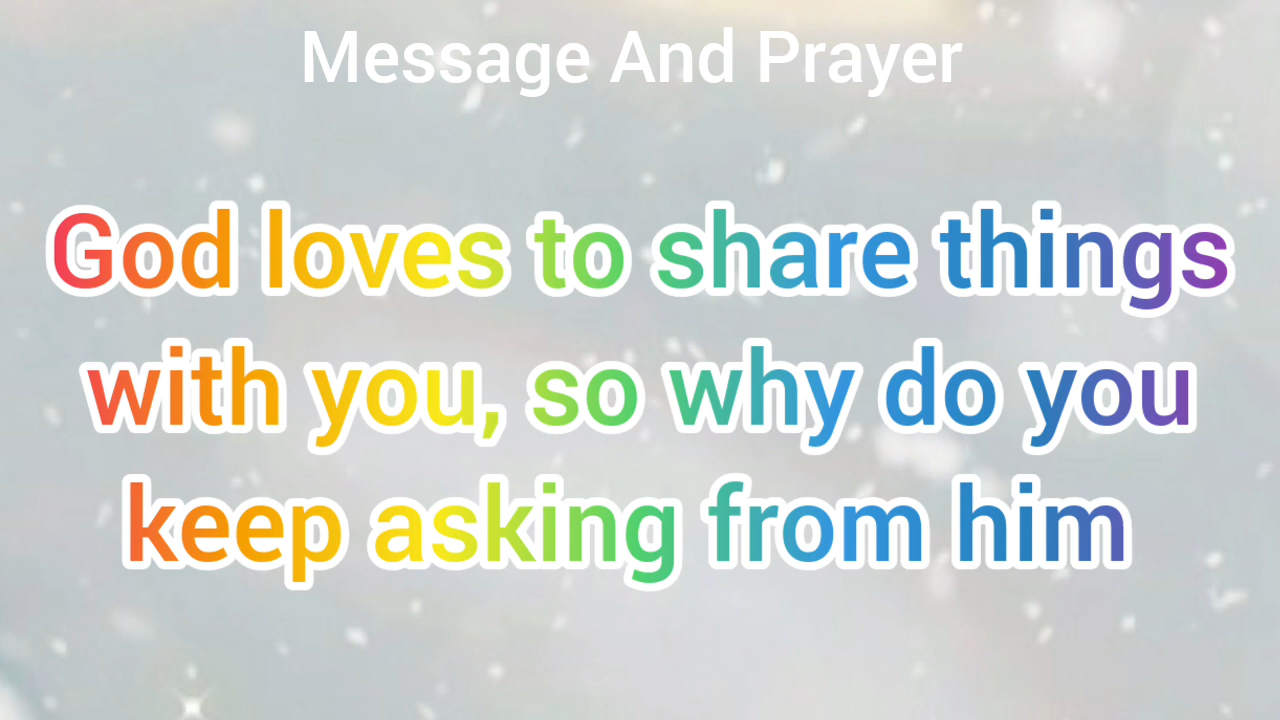 Message And Prayer
God loves to share things
with you, so why do you
keep asking from him